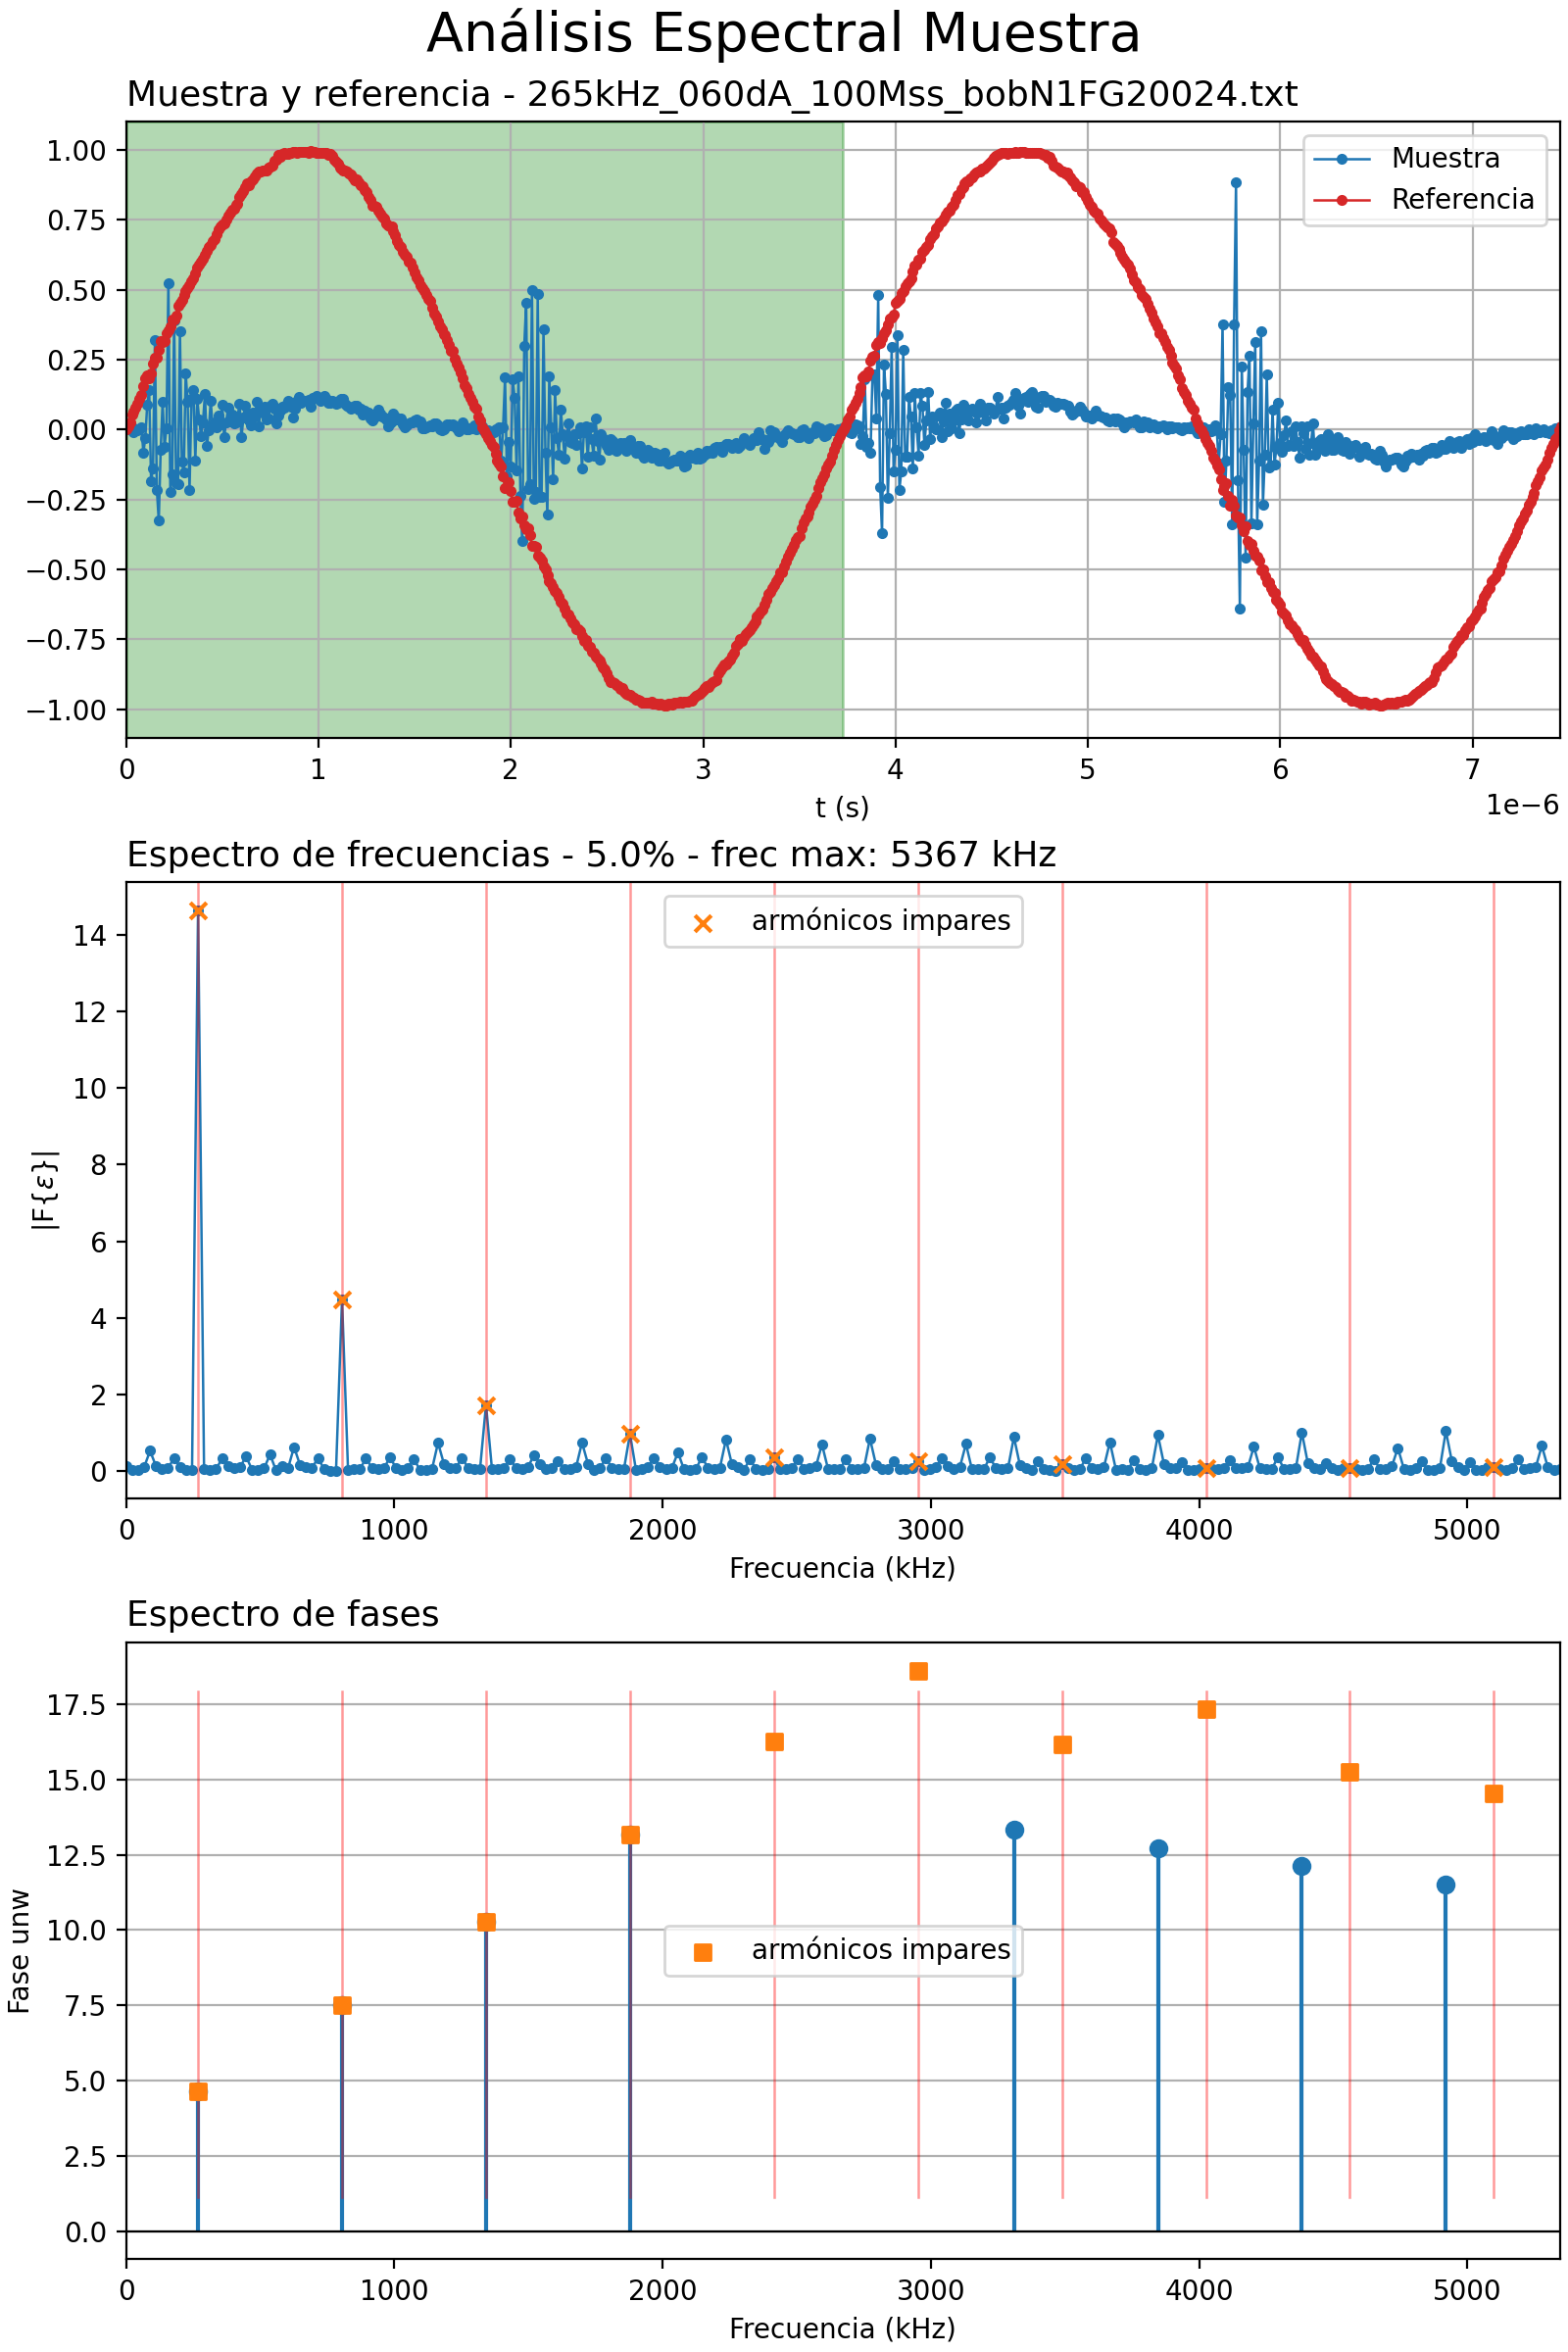 Análisis Espectral Muestra
Muestra y referencia - 265kHz_060dA_100Mss_bobN1FG20024.txt
1.00
0.75
0.50
0.25
0.00
−0.25
−0.50
−0.75
−1.00
Muestra
Referencia
0 1 2 3 4 5 6 7
1e−6
t (s)
Espectro de frecuencias - 5.0% - frec max: 5367 kHz
armónicos impares
14
12
10
8
6
4
2
0
|F{ε}|
0 1000 2000 3000 4000 5000
Frecuencia (kHz)
Espectro de fases
17.5
15.0
12.5
10.0
7.5
5.0
2.5
0.0
Fase unw
armónicos impares
0 1000 2000 3000 4000 5000
Frecuencia (kHz)